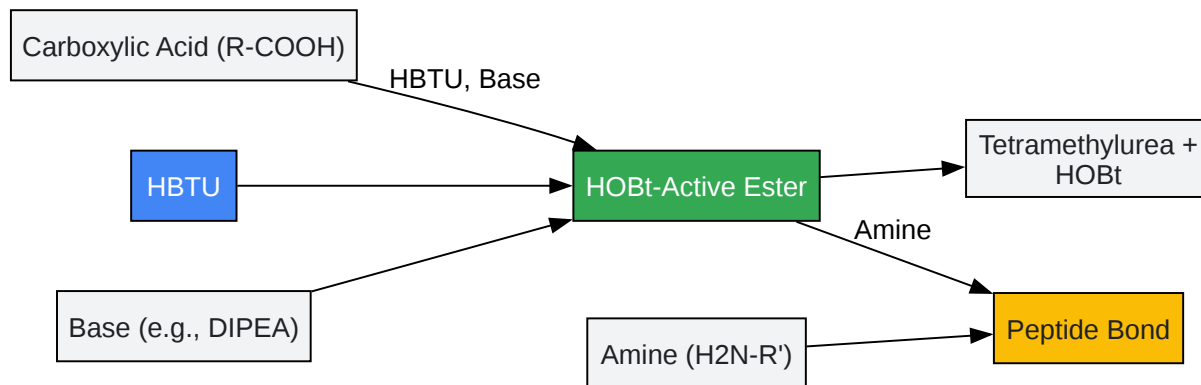 Carboxylic Acid (R-COOH)
HBTU, Base
HBTU
HOBt-Active Ester
Tetramethylurea +
HOBt
Amine
Base (e.g., DIPEA)
Amine (H2N-R')
Peptide Bond